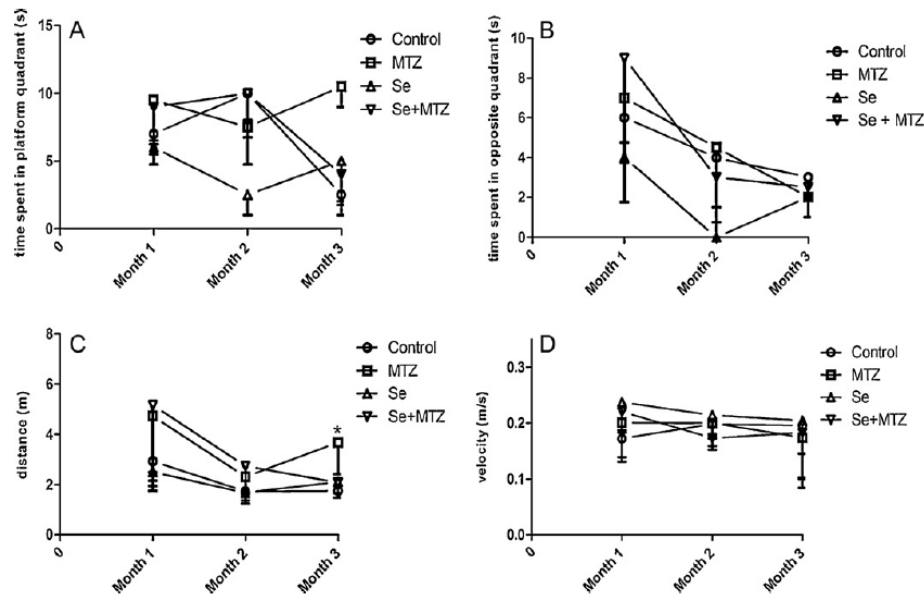 A
time spent in platform quadrant (s)
15
10
5
0
0
Month 1
Month 2
Month 3
Control
MTZ
Se
Se+MTZ
B
time spent in opposite quadrant (s)
10
8
6
4
2
0
0
Month 1
Month 2
Month 3
Control
MTZ
Se
Se + MTZ
C
distance (m)
8
6
4
2
0
0
Month 1
Month 2
Month 3
*
Control
MTZ
Se
Se+MTZ
D
velocity (m/s)
0.3
0.2
0.1
0.0
0
Month 1
Month 2
Month 3
Control
MTZ
Se
Se+MTZ